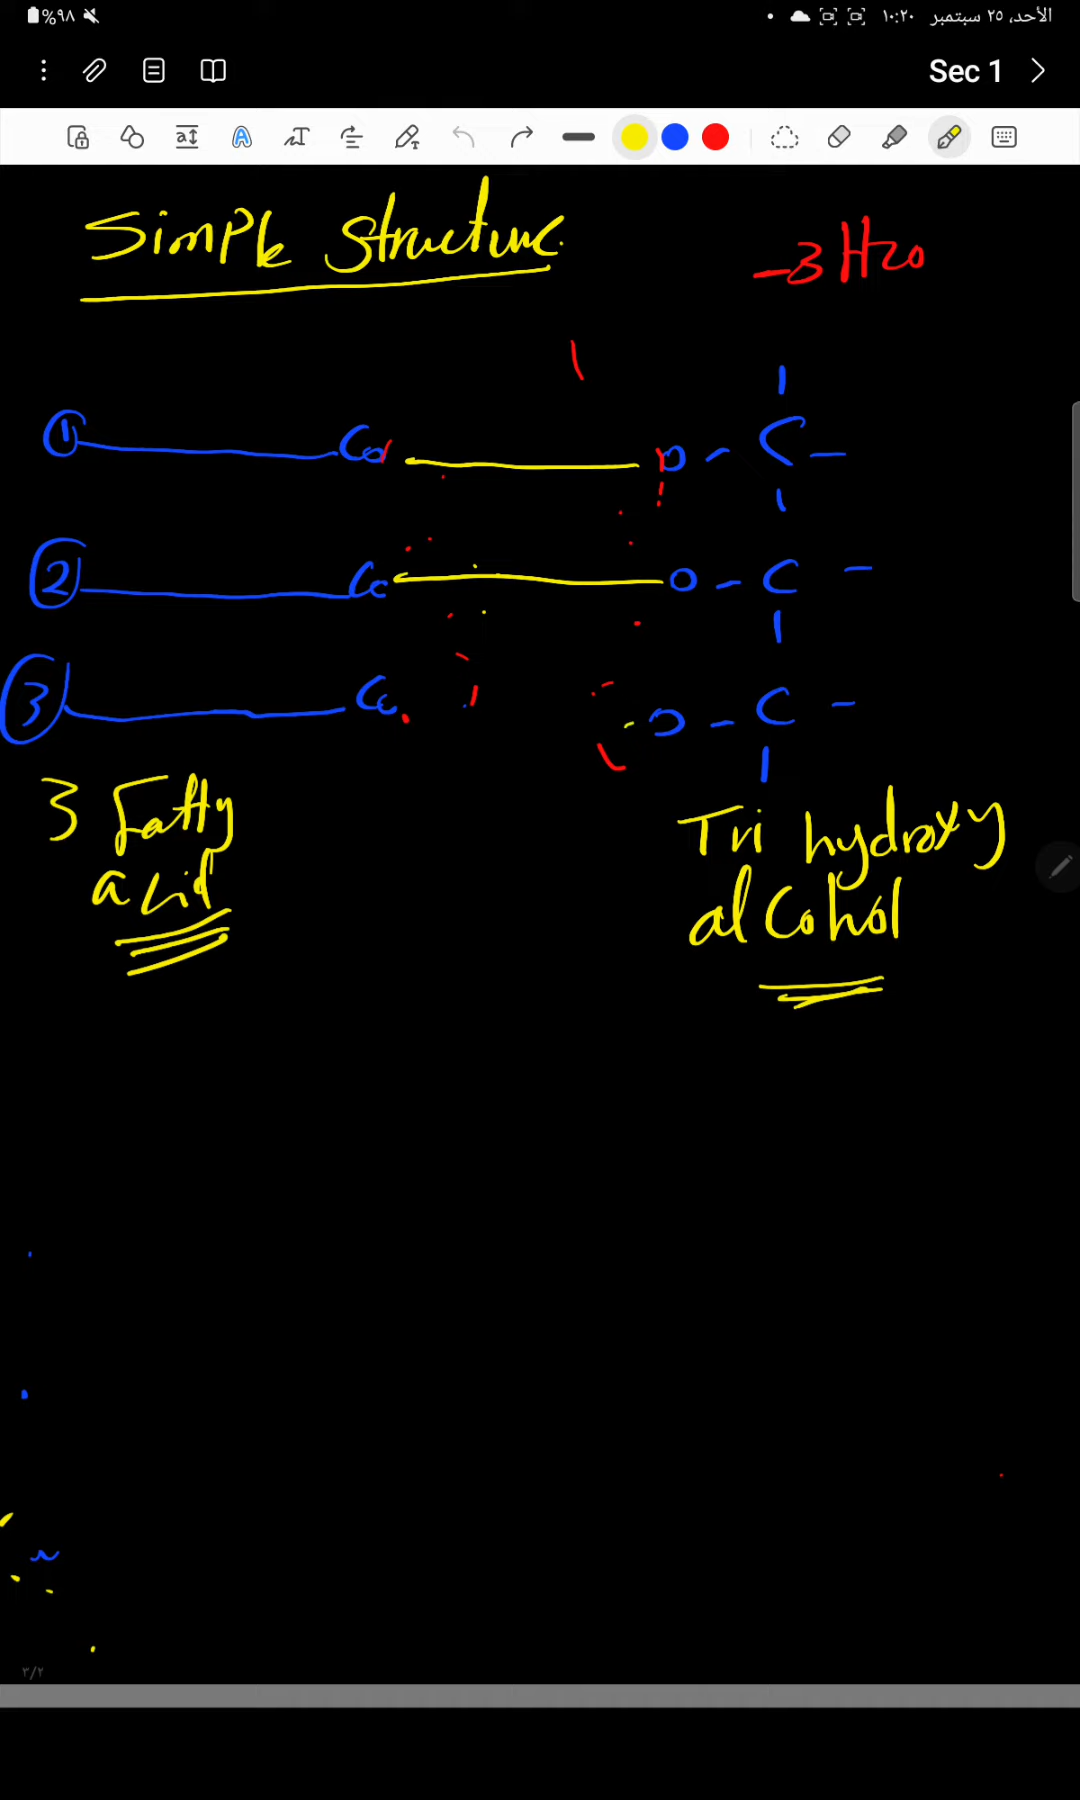 %٩٨ ١٠:٢٠ الأحد، ٢٥ سبتمبر
Sec 1
Simple Structure
-3 H2O
1 Co O - C -
2 Co O - C -
3 Co O - C -
3 fatty acid
Tri hydroxy alcohol
٣/٢